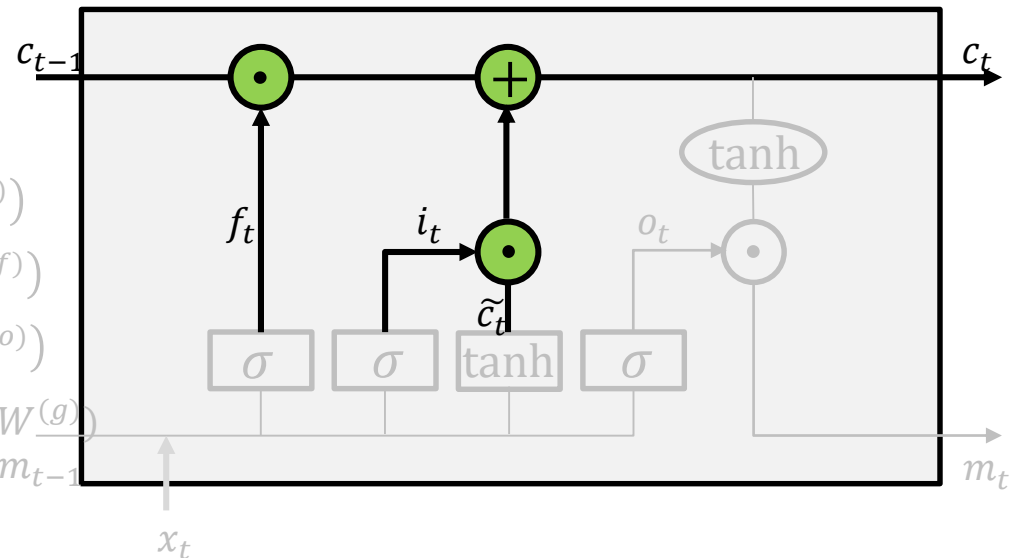 c_{t-1} c_t
tanh
)
f_t i_t o_t
f))
c̃_t
o))
σ σ tanh σ
W^{(g)})
m_{t-1} m_t
x_t